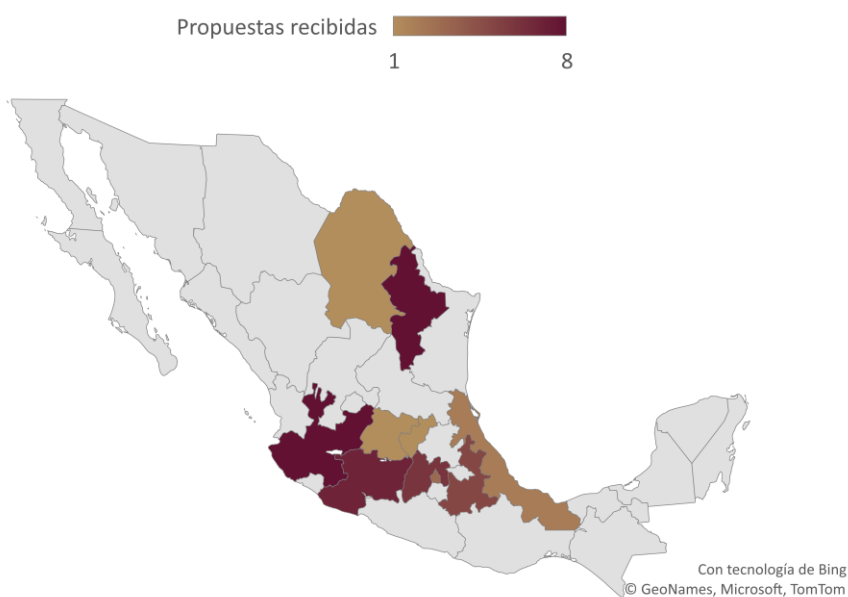 Propuestas recibidas
1 8
Con tecnología de Bing
© GeoNames, Microsoft, TomTom